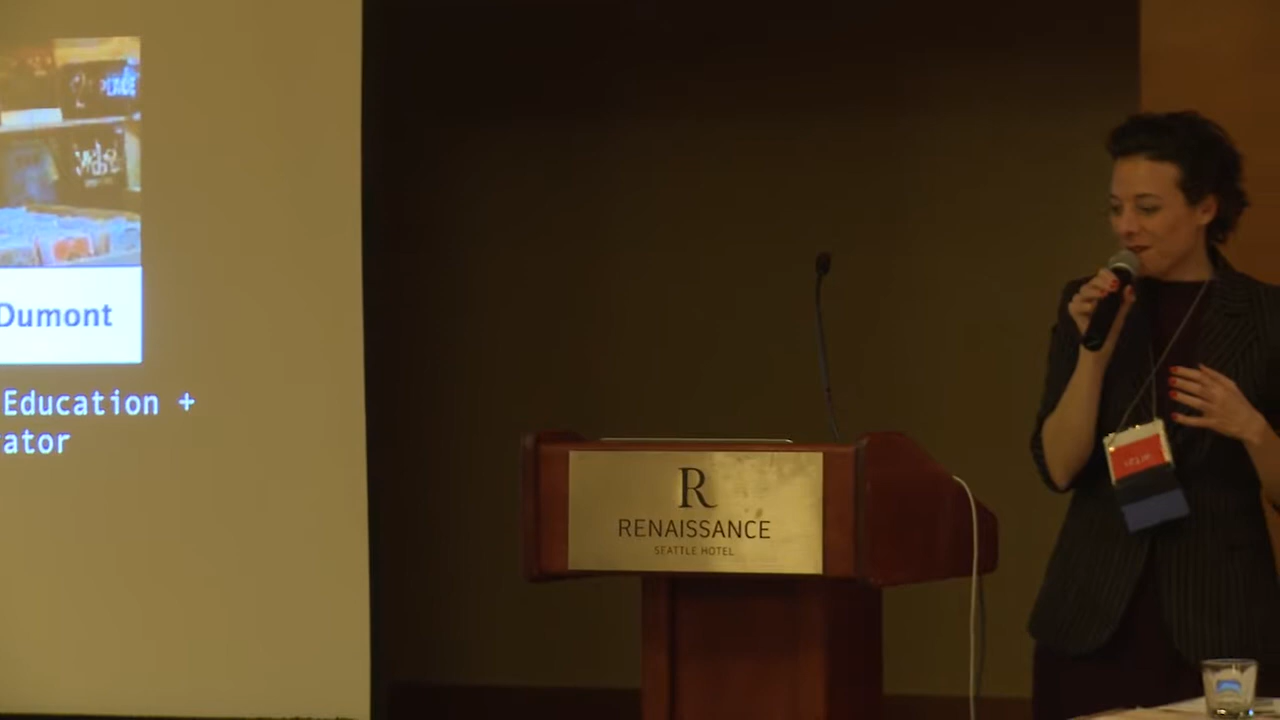 Dumont
Education +
ator
R
RENAISSANCE
SEATTLE HOTEL